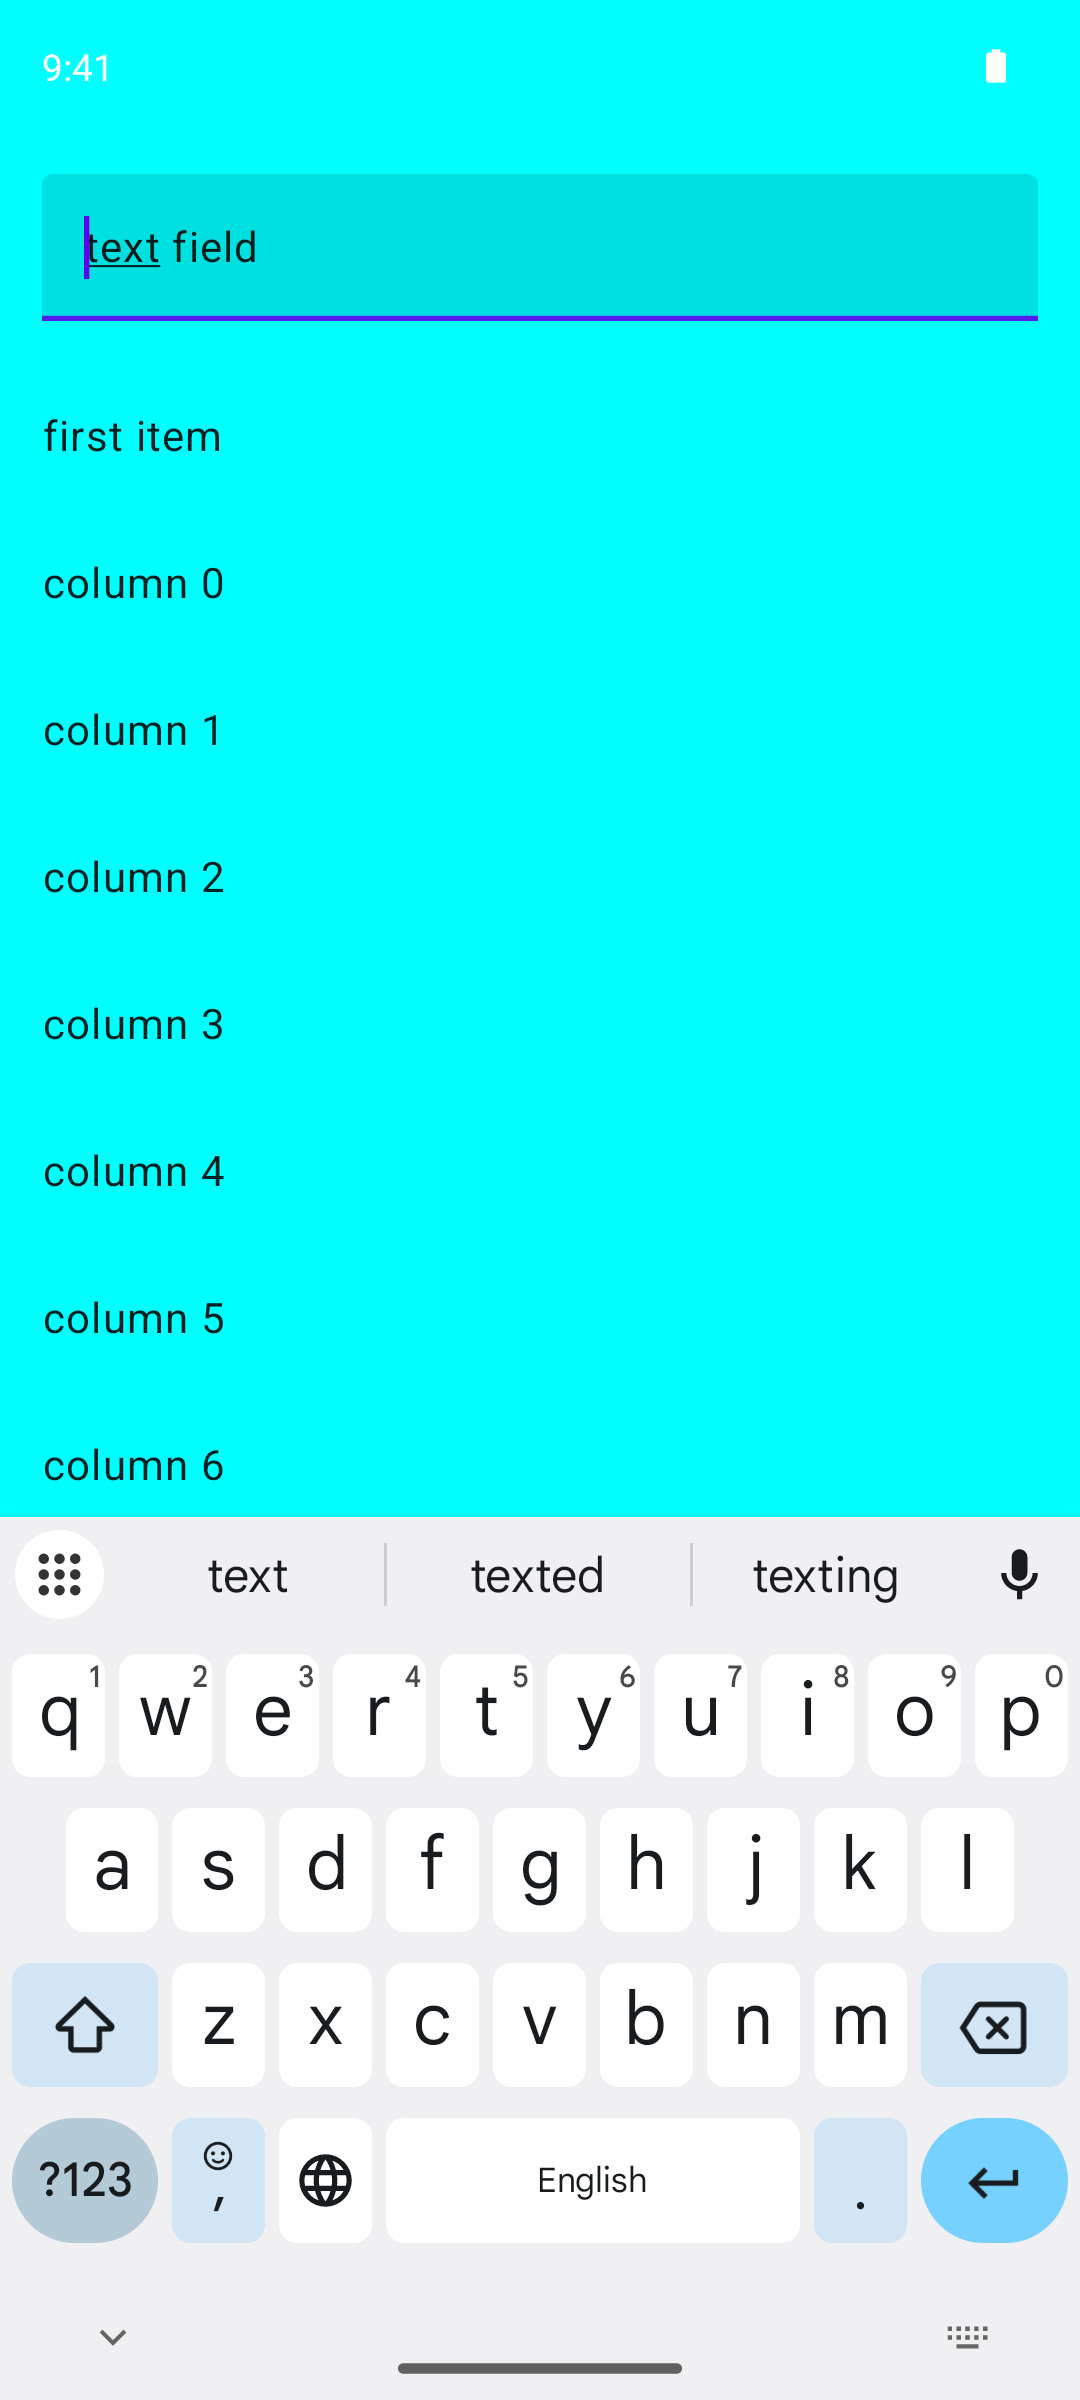 9:41
text field
first item
column 0
column 1
column 2
column 3
column 4
column 5
column 6
text texted texting
q 1 w 2 e 3 r 4 t 5 y 6 u 7 i 8 o 9 p 0
a s d f g h j k l
z x c v b n m
?123 , English .